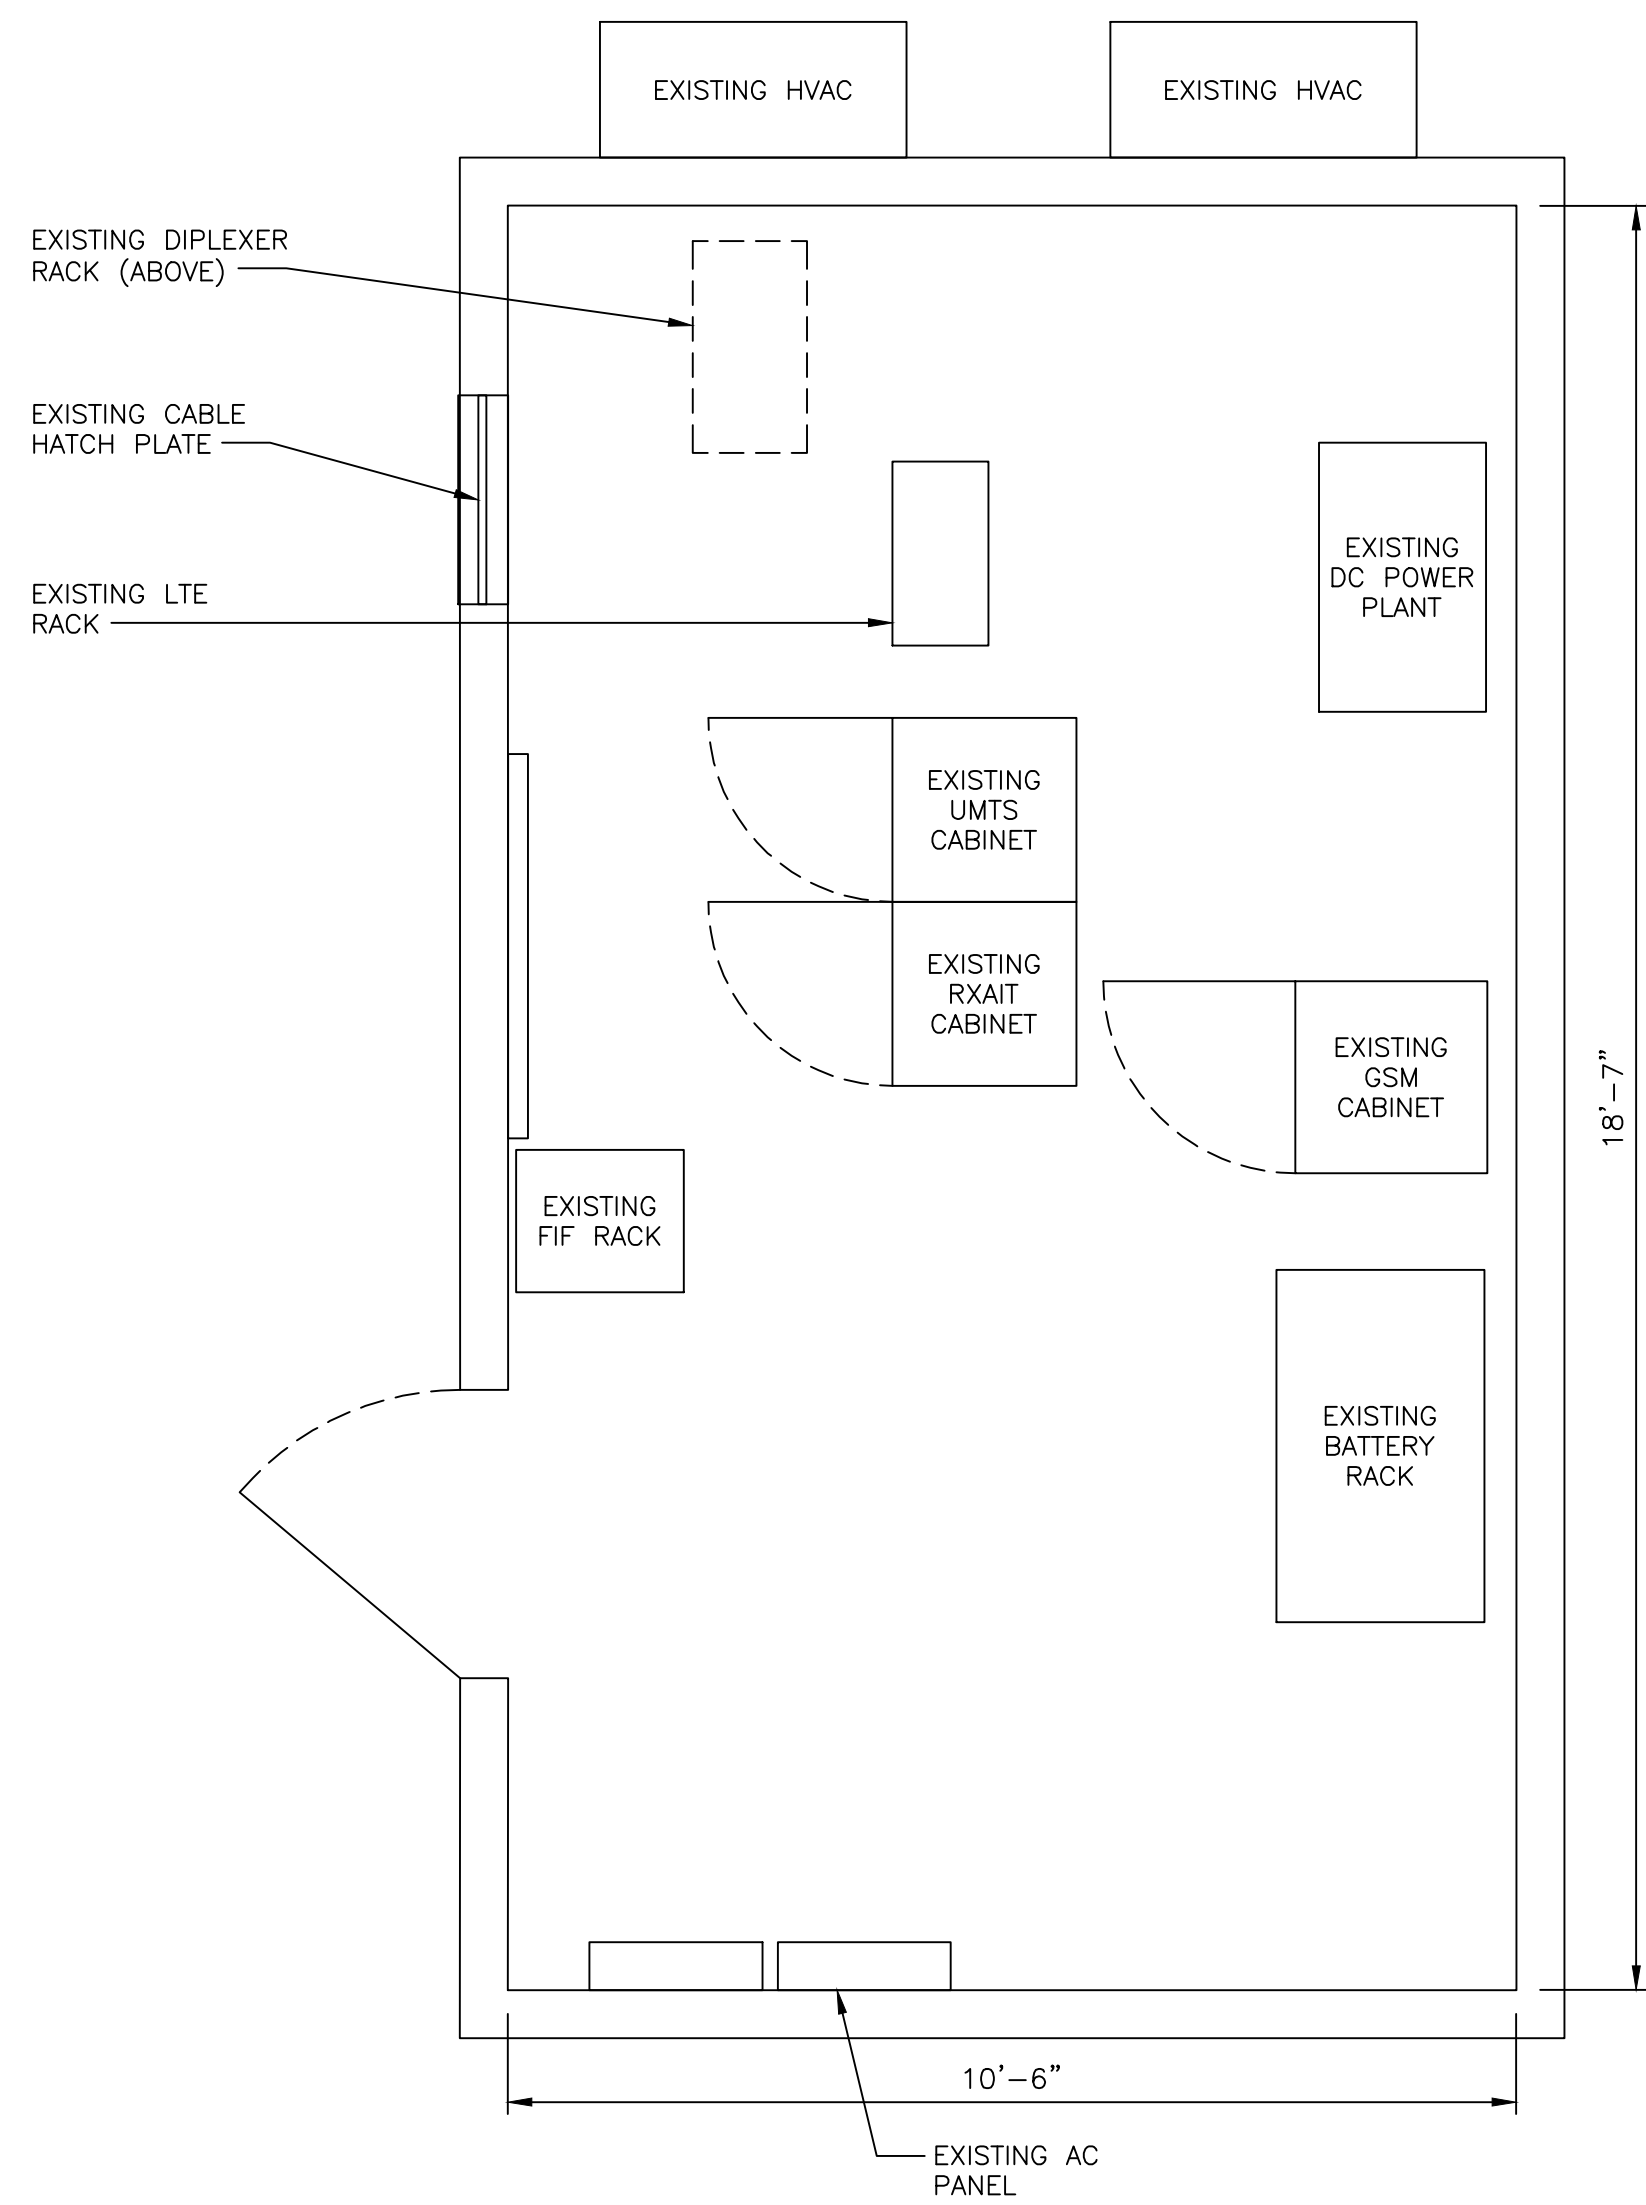 EXISTING HVAC
EXISTING HVAC
EXISTING DIPLEXER
RACK (ABOVE)
EXISTING CABLE
HATCH PLATE
EXISTING LTE
RACK
EXISTING
DC POWER
PLANT
EXISTING
UMTS
CABINET
EXISTING
RXAIT
CABINET
EXISTING
GSM
CABINET
18'-7"
EXISTING
FIF RACK
EXISTING
BATTERY
RACK
10'-6"
EXISTING AC
PANEL